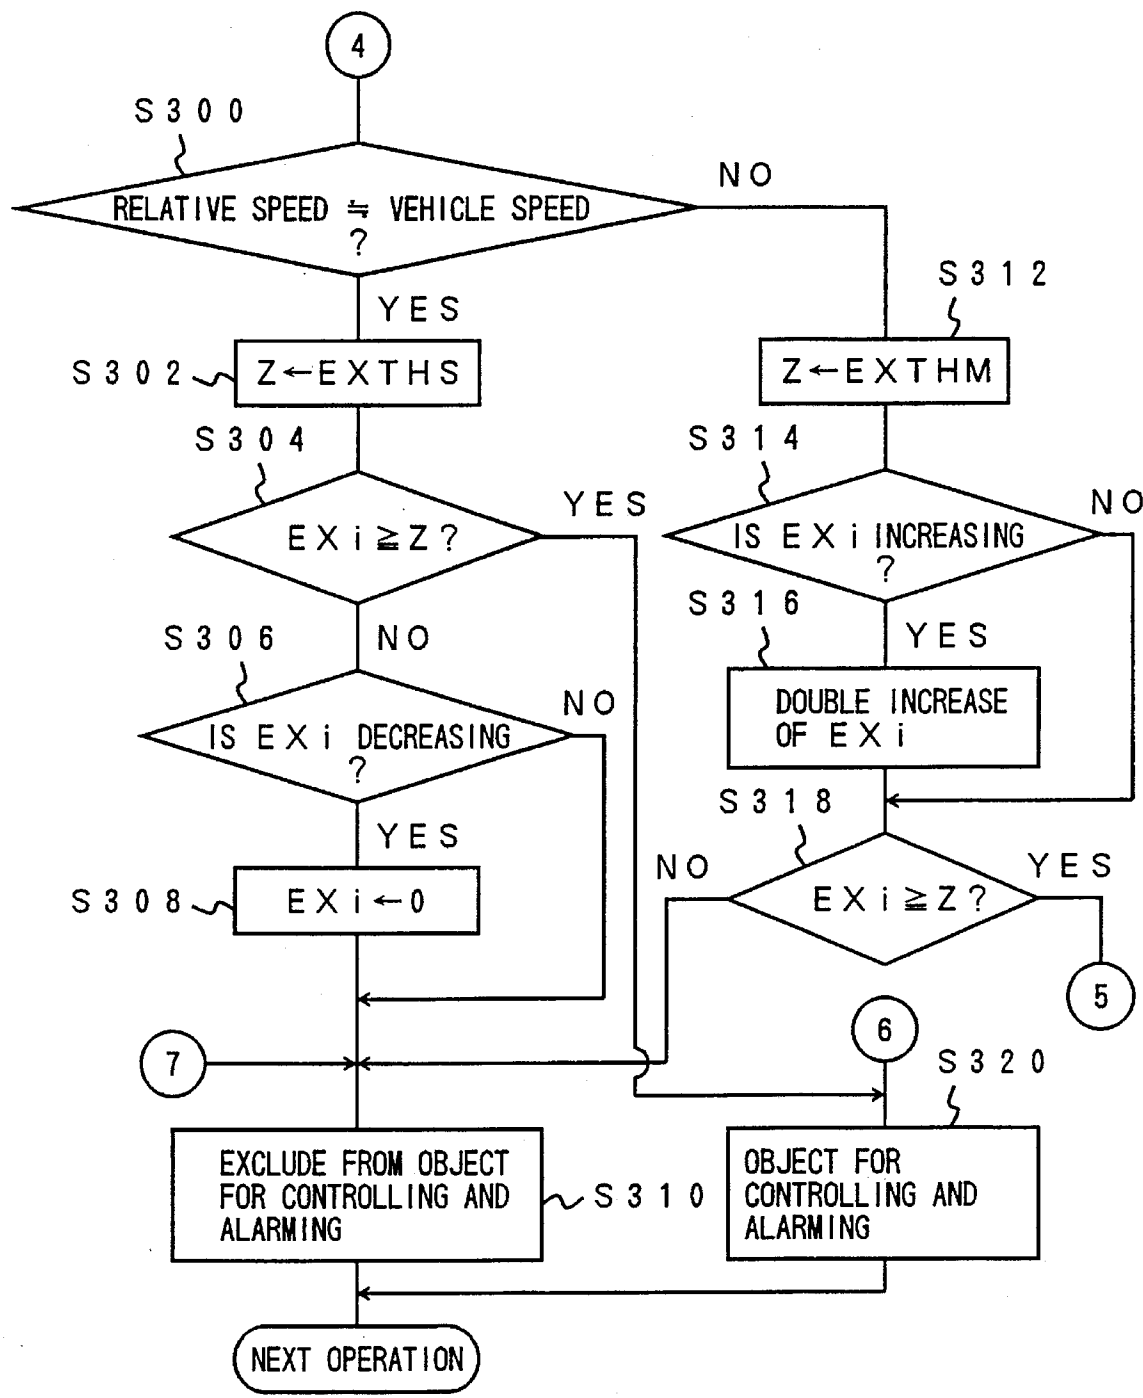 4
S300
RELATIVE SPEED ≒ VEHICLE SPEED
?
NO
YES
S312
S302
Z←EXTHS
Z←EXTHM
S304
S314
EXi≧Z?
YES
IS EXi INCREASING
?
NO
NO
S316
YES
S306
DOUBLE INCREASE
OF EXi
IS EXi DECREASING
?
NO
S318
YES
NO
EXi≧Z?
YES
S308
EXi←0
5
6
7
S320
EXCLUDE FROM OBJECT
FOR CONTROLLING AND
ALARMING
S310
OBJECT FOR
CONTROLLING AND
ALARMING
NEXT OPERATION